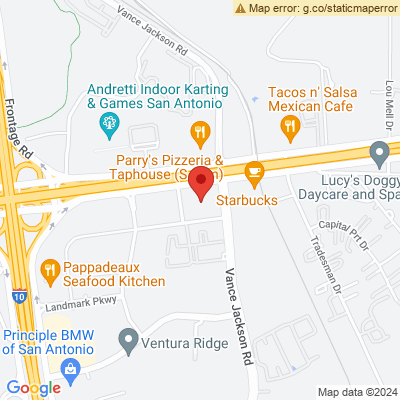 Map error: g.co/staticmaperror
Vance Jackson Rd
Lou Mell Dr
Andretti Indoor Karting
& Games San Antonio
Tacos n' Salsa
Mexican Cafe
Frontage Rd
Parry's Pizzeria &
Taphouse
Starbucks
Lucy's Doggy
Daycare and Spa
Capital Prt Dr
Tradesman Dr
Pappadeaux
Seafood Kitchen
10
Landmark Pkwy
Vance Jackson Rd
Principle BMW
of San Antonio
Ventura Ridge
Google
Map data ©2024